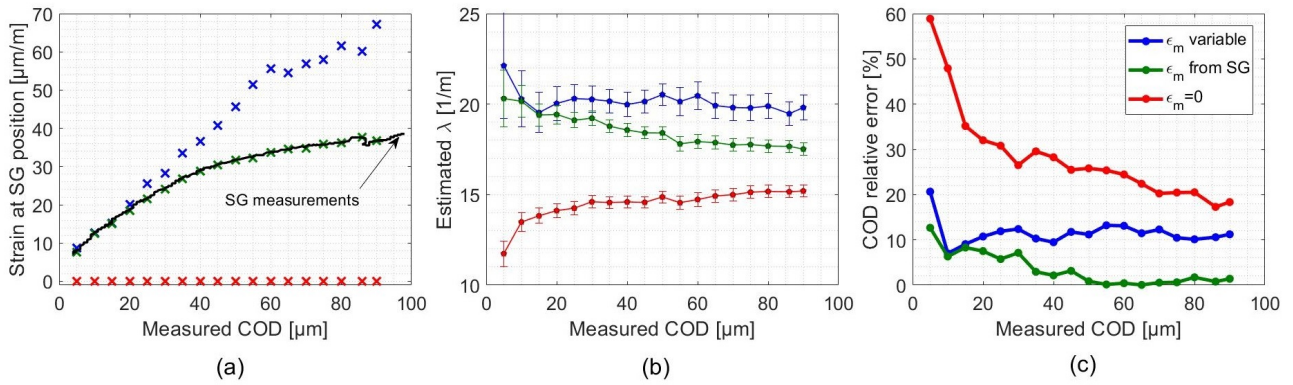 70
60
50
40
30
20
10
0
Strain at SG position [µm/m]
SG measurements
0 20 40 60 80 100
Measured COD [µm]
(a)
25
20
15
10
Estimated λ [1/m]
0 20 40 60 80 100
Measured COD [µm]
(b)
60
50
40
30
20
10
0
COD relative error [%]
ϵm variable
ϵm from SG
ϵm=0
0 20 40 60 80 100
Measured COD [µm]
(c)